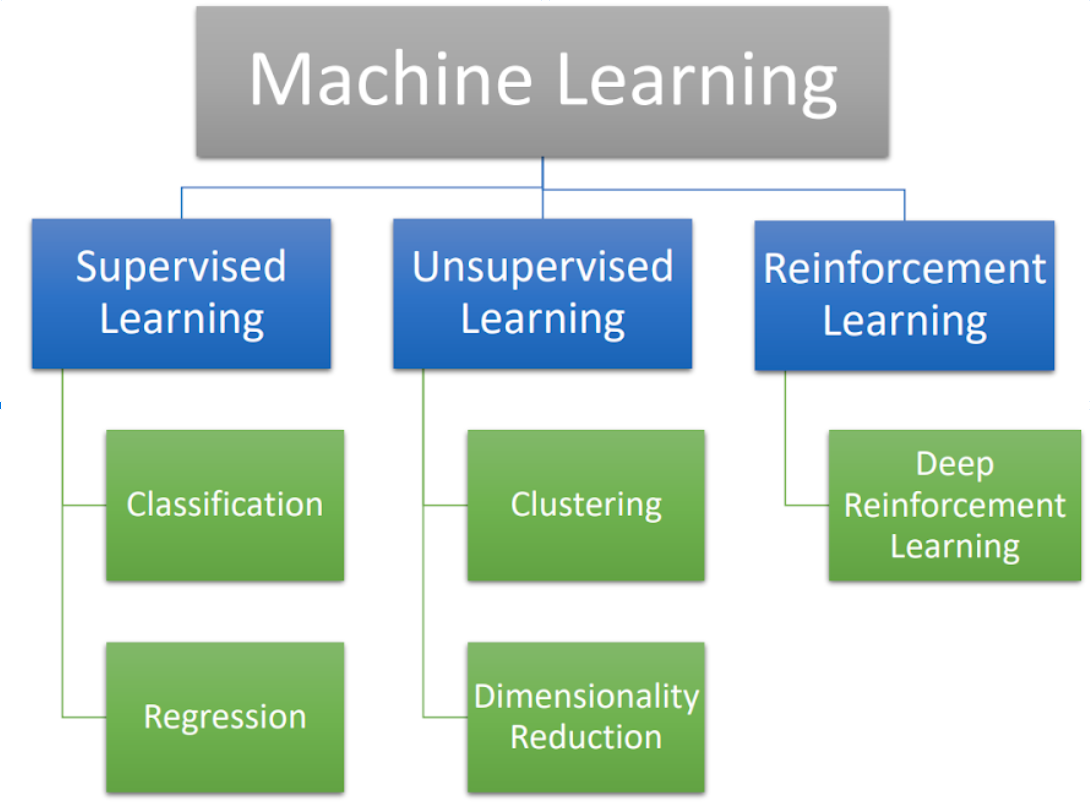 Machine Learning
Supervised
Learning
Unsupervised
Learning
Reinforcement
Learning
Classification
Regression
Clustering
Dimensionality
Reduction
Deep
Reinforcement
Learning